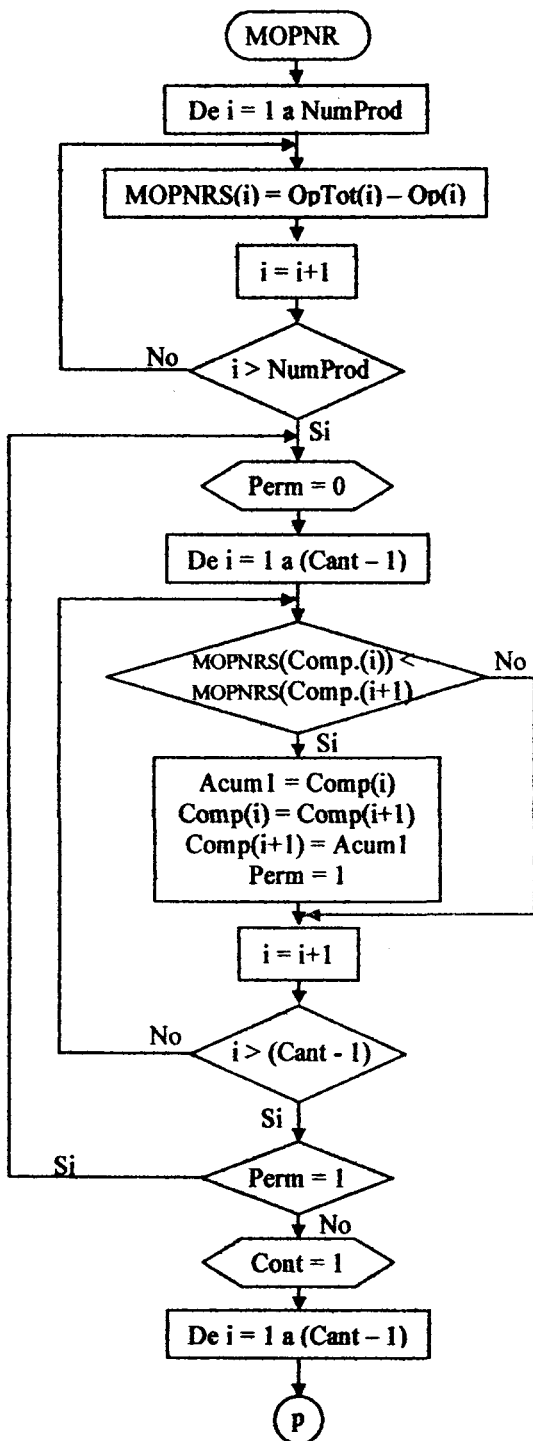 MOPNR
De i = 1 a NumProd
MOPNRS(i) = OpTot(i) – Op(i)
i = i+1
No
i > NumProd
Si
Perm = 0
De i = 1 a (Cant – 1)
MOPNRS(Comp.(i)) <
MOPNRS(Comp.(i+1)
No
Si
Acum1 = Comp(i)
Comp(i) = Comp(i+1)
Comp(i+1) = Acum1
Perm = 1
i = i+1
No
i > (Cant - 1)
Si
Si
Perm = 1
No
Cont = 1
De i = 1 a (Cant – 1)
p